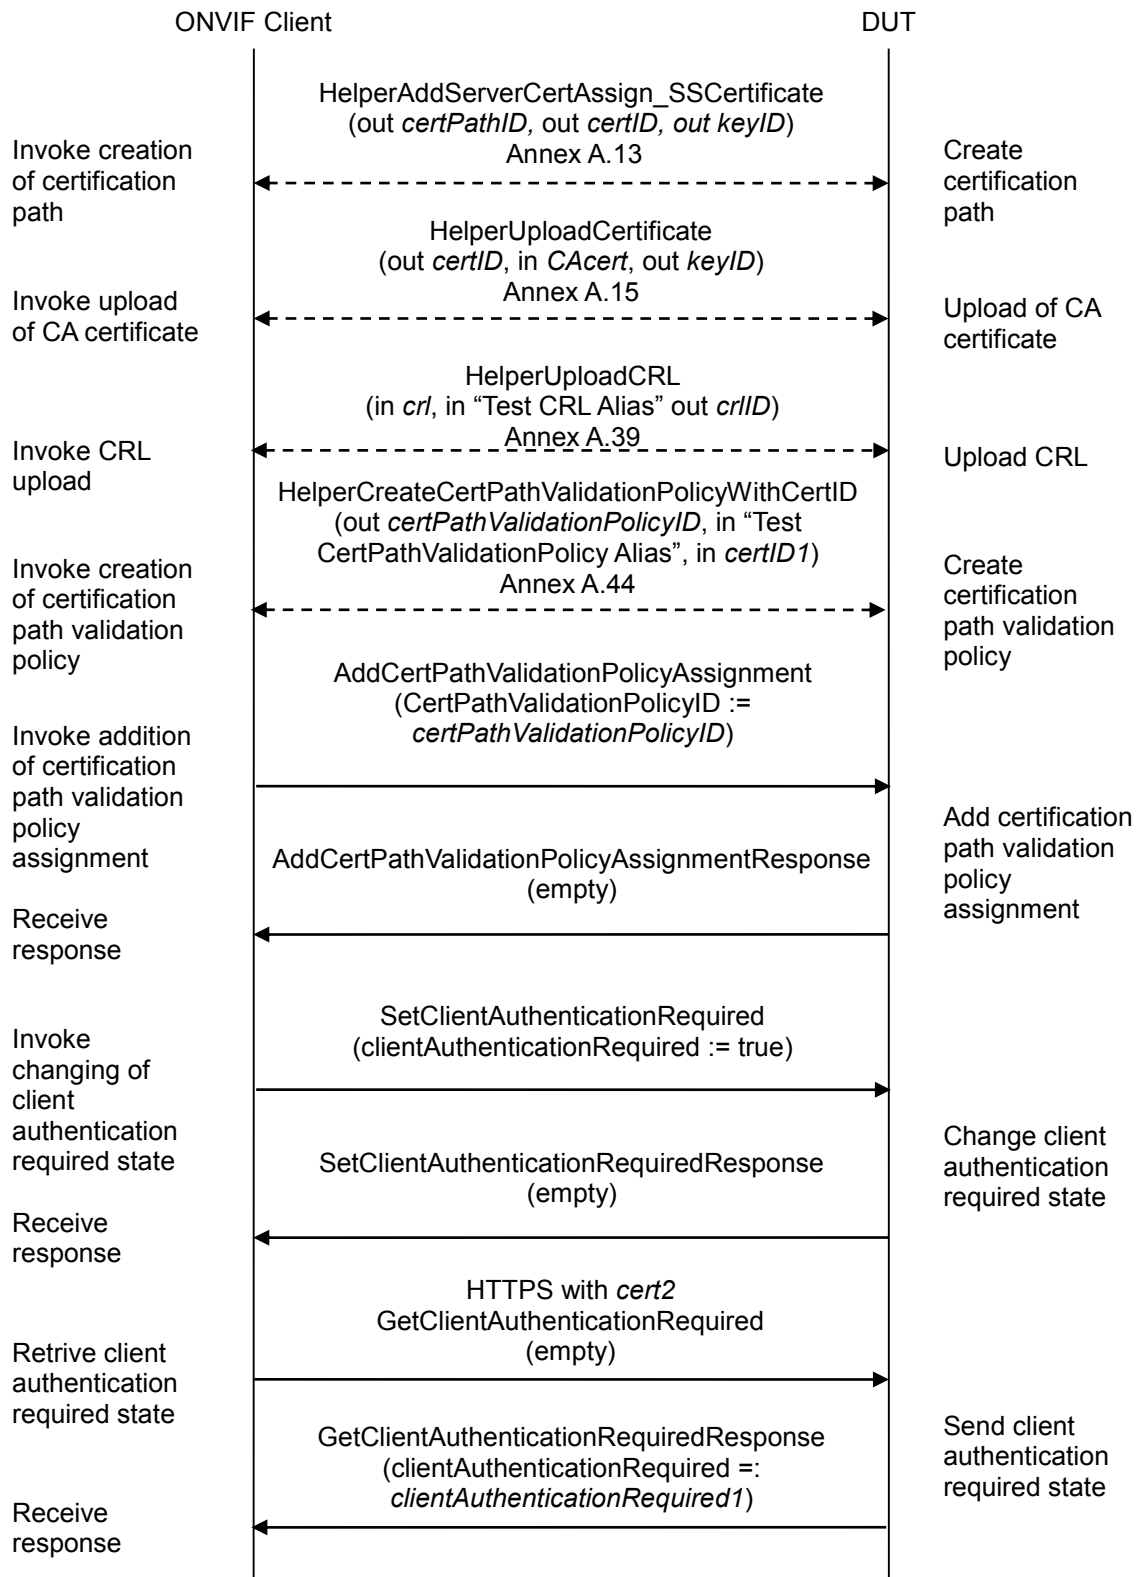 ONVIF Client
DUT
HelperAddServerCertAssign_SSCertificate
(out certPathID, out certID, out keyID)
Annex A.13
Invoke creation
of certification
path
Create
certification
path
HelperUploadCertificate
(out certID, in CAcert, out keyID)
Annex A.15
Invoke upload
of CA certificate
Upload of CA
certificate
HelperUploadCRL
(in crl, in “Test CRL Alias” out crlID)
Annex A.39
Invoke CRL
upload
Upload CRL
HelperCreateCertPathValidationPolicyWithCertID
(out certPathValidationPolicyID, in “Test
CertPathValidationPolicy Alias”, in certID1)
Annex A.44
Invoke creation
of certification
path validation
policy
Create
certification
path validation
policy
AddCertPathValidationPolicyAssignment
(CertPathValidationPolicyID :=
certPathValidationPolicyID)
Invoke addition
of certification
path validation
policy
assignment
Add certification
path validation
policy
assignment
AddCertPathValidationPolicyAssignmentResponse
(empty)
Receive
response
SetClientAuthenticationRequired
(clientAuthenticationRequired := true)
Invoke
changing of
client
authentication
required state
Change client
authentication
required state
SetClientAuthenticationRequiredResponse
(empty)
Receive
response
HTTPS with cert2
GetClientAuthenticationRequired
(empty)
Retrive client
authentication
required state
Send client
authentication
required state
GetClientAuthenticationRequiredResponse
(clientAuthenticationRequired =:
clientAuthenticationRequired1)
Receive
response